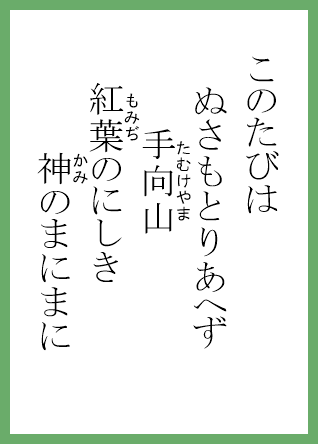 このたびは
ぬさもとりあへず
手向山
紅葉のにしき
神のまにまに
たむけやま
もみぢ
かみ